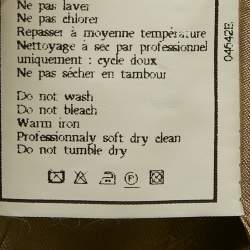 Ne pas laver
Ne pas chlorer
Repasser à moyenne température
Nettoyage à sec par professionnel
uniquement : cycle doux
Ne pas sécher en tambour
Do not wash
Do not bleach
Warm iron
Professionnaly soft dry clean
Do not tumble dry